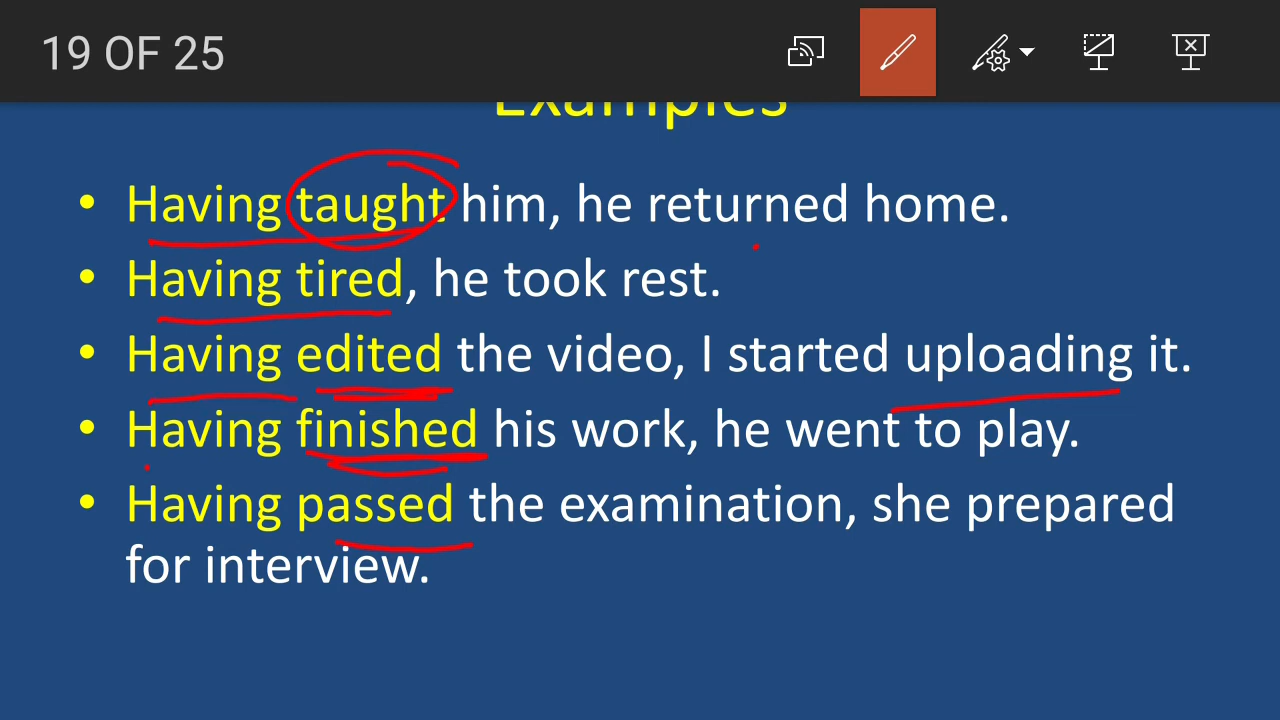 19 OF 25
Examples
• Having taught him, he returned home.
• Having tired, he took rest.
• Having edited the video, I started uploading it.
• Having finished his work, he went to play.
• Having passed the examination, she prepared
for interview.